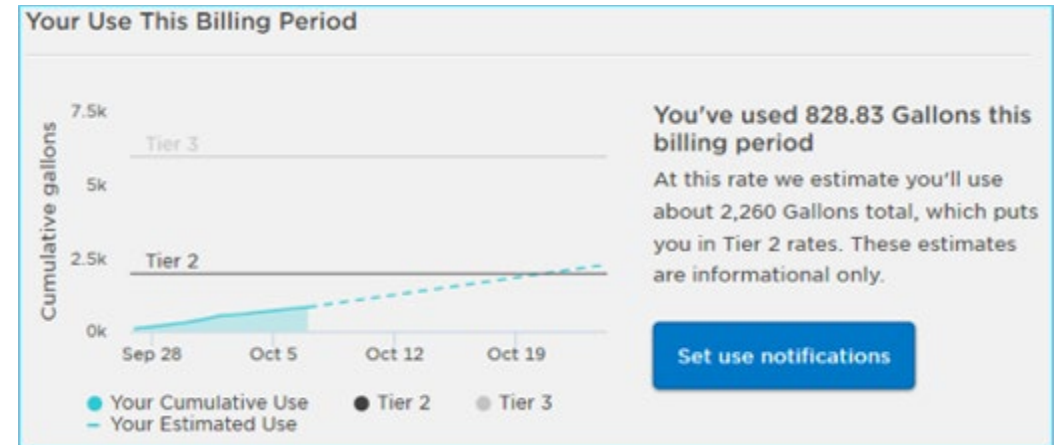 Your Use This Billing Period
Cumulative gallons
7.5k
Tier 3
5k
2.5k
Tier 2
0k
Sep 28
Oct 5
Oct 12
Oct 19
Your Cumulative Use
Tier 2
Tier 3
Your Estimated Use
You've used 828.83 Gallons this
billing period
At this rate we estimate you'll use
about 2,260 Gallons total, which puts
you in Tier 2 rates. These estimates
are informational only.
Set use notifications